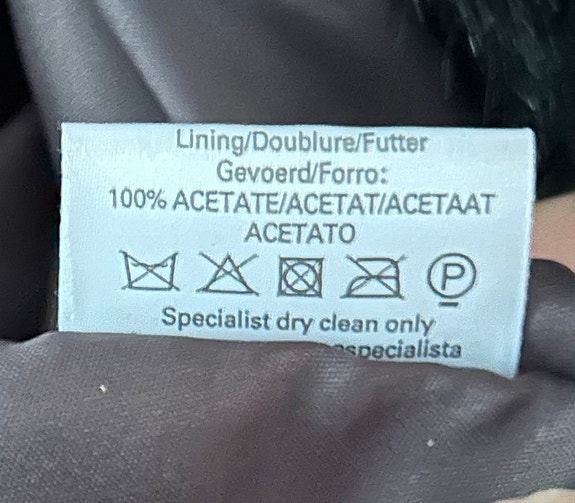 Lining/Doublure/Futter
Gevoerd/Forro:
100% ACETATE/ACETAT/ACETAAT
ACETATO
P
Specialist dry clean only
especialista